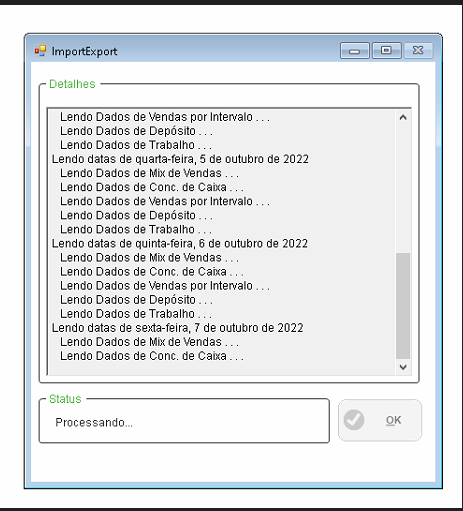 ImportExport
Detalhes
Lendo Dados de Vendas por Intervalo . . .
Lendo Dados de Depósito . . .
Lendo Dados de Trabalho . . .
Lendo datas de quarta-feira, 5 de outubro de 2022
Lendo Dados de Mix de Vendas . . .
Lendo Dados de Conc. de Caixa . . .
Lendo Dados de Vendas por Intervalo . . .
Lendo Dados de Depósito . . .
Lendo Dados de Trabalho . . .
Lendo datas de quinta-feira, 6 de outubro de 2022
Lendo Dados de Mix de Vendas . . .
Lendo Dados de Conc. de Caixa . . .
Lendo Dados de Vendas por Intervalo . . .
Lendo Dados de Depósito . . .
Lendo Dados de Trabalho . . .
Lendo datas de sexta-feira, 7 de outubro de 2022
Lendo Dados de Mix de Vendas . . .
Lendo Dados de Conc. de Caixa . . .
Status
Processando...
OK